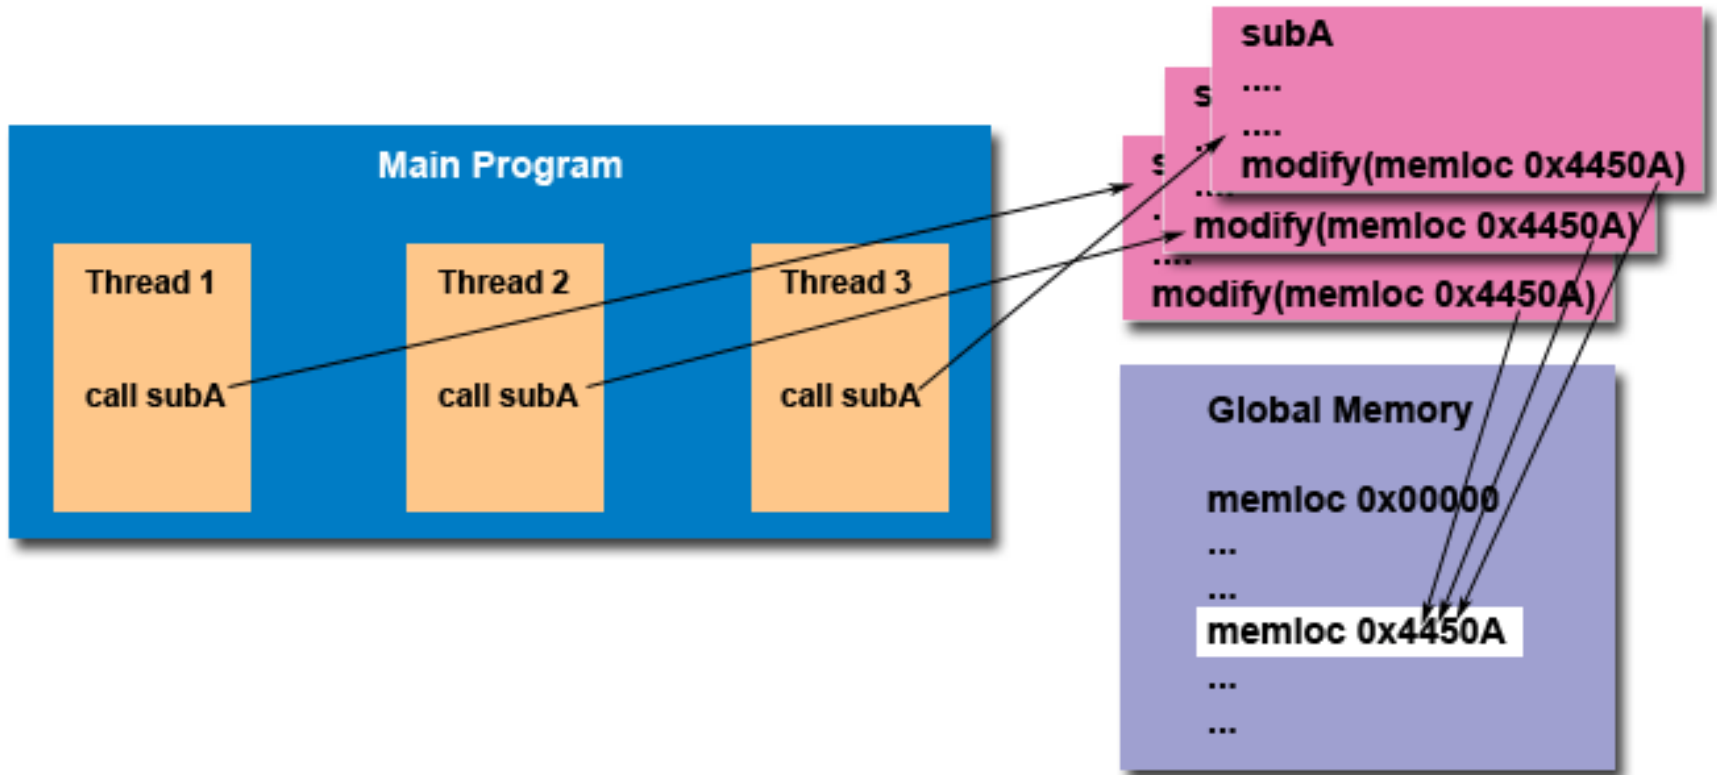 Main Program
Thread 1
call subA
Thread 2
call subA
Thread 3
call subA
subA
....
....
modify(memloc 0x4450A)
s
....
modify(memloc 0x4450A)
s
....
modify(memloc 0x4450A)
Global Memory
memloc 0x00000
...
...
memloc 0x4450A
...
...